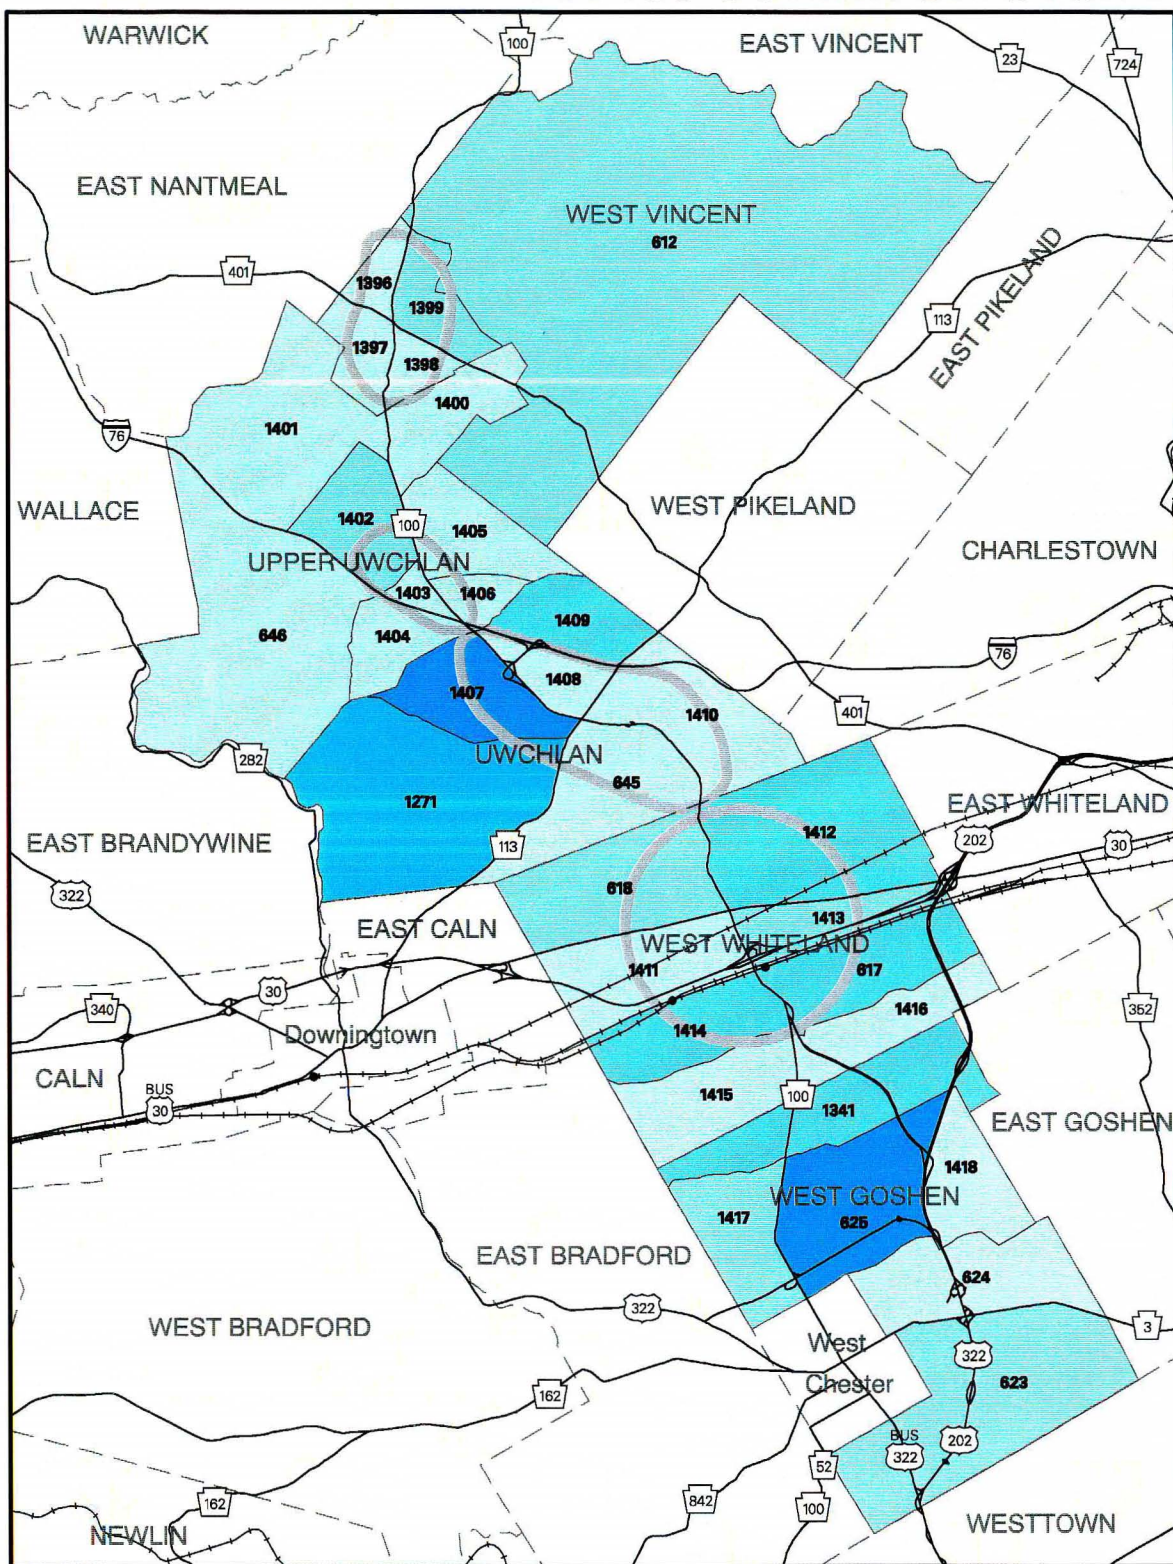 WARWICK
100
EAST VINCENT
23
724
EAST NANTMEAL
WEST VINCENT
612
401
1396
1399
EAST PIKELAND
113
1397
1398
1400
1401
76
WALLACE
1402
100
1405
WEST PIKELAND
CHARLESTOWN
UPPER UWCHLAN
1403
1406
1409
646
1404
76
1407
1408
1410
401
282
UWCHLAN
645
1271
1412
EAST WHITELAND
202
30
EAST BRANDYWINE
113
322
618
1413
EAST CALN
WEST WHITELAND
1411
617
30
340
1416
352
Downingtown
1414
CALN
BUS
30
1415
100
1341
EAST GOSHEN
1418
WEST GOSHEN
1417
625
EAST BRADFORD
624
322
WEST BRADFORD
3
West
Chester
322
623
162
BUS
322
202
52
162
842
100
NEWLIN
WESTTOWN